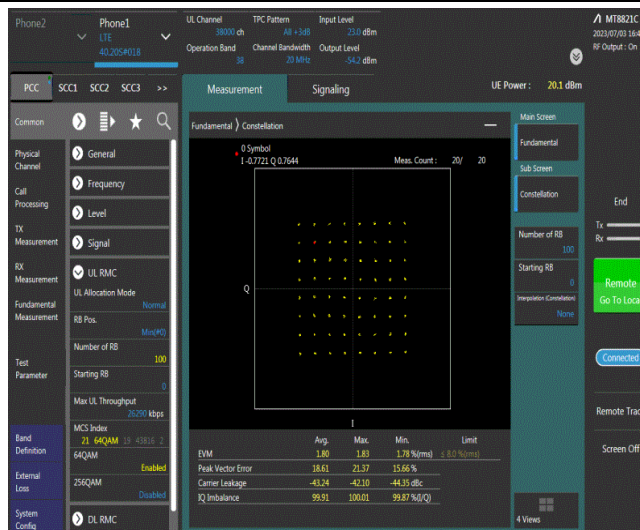 Phone2
Phone1
LTE
40.20S#018
UL Channel TPC Pattern Input Level
38000 ch All +3dB 23.0 dBm
Operation Band Channel Bandwidth Output Level
38 20 MHz -54.2 dBm
MT8821C
2023/07/03 16:4
RF Output : On
PCC SCC1 SCC2 SCC3 >>
Measurement Signaling
UE Power : 20.1 dBm
Common
Physical
Channel
Call
Processing
TX
Measurement
RX
Measurement
Fundamental
Measurement
Test
Parameter
Band
Definition
External
Loss
System
Config
General
Frequency
Level
Signal
UL RMC
UL Allocation Mode
Normal
RB Pos.
Min(#0)
Number of RB
100
Starting RB
0
Max UL Throughput
26290 kbps
MCS Index
21 64QAM 19 43816 2
64QAM
Enabled
256QAM
Disabled
DL RMC
Fundamental > Constellation
0 Symbol
I -0.7721 Q 0.7644
Meas. Count : 20/ 20
Q
I
Avg. Max. Min. Limit
EVM 1.80 1.83 1.78 %(rms) ≤ 8.0 %(rms)
Peak Vector Error 18.61 21.37 15.66 %
Carrier Leakage -43.24 -42.10 -44.35 dBc
IQ Imbalance 99.91 100.01 99.87 %(I/Q)
Main Screen
Fundamental
Sub Screen
Constellation
Number of RB
100
Starting RB
0
Interpolation (Constellation)
None
4 Views
End
Tx
Rx
Remote
Go To Loca
Connected
Remote Trac
Screen Off